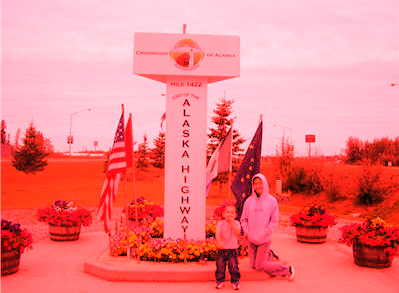 CROSSROADS OF ALASKA
MILE 1422
END OF THE
ALASKA HIGHWAY